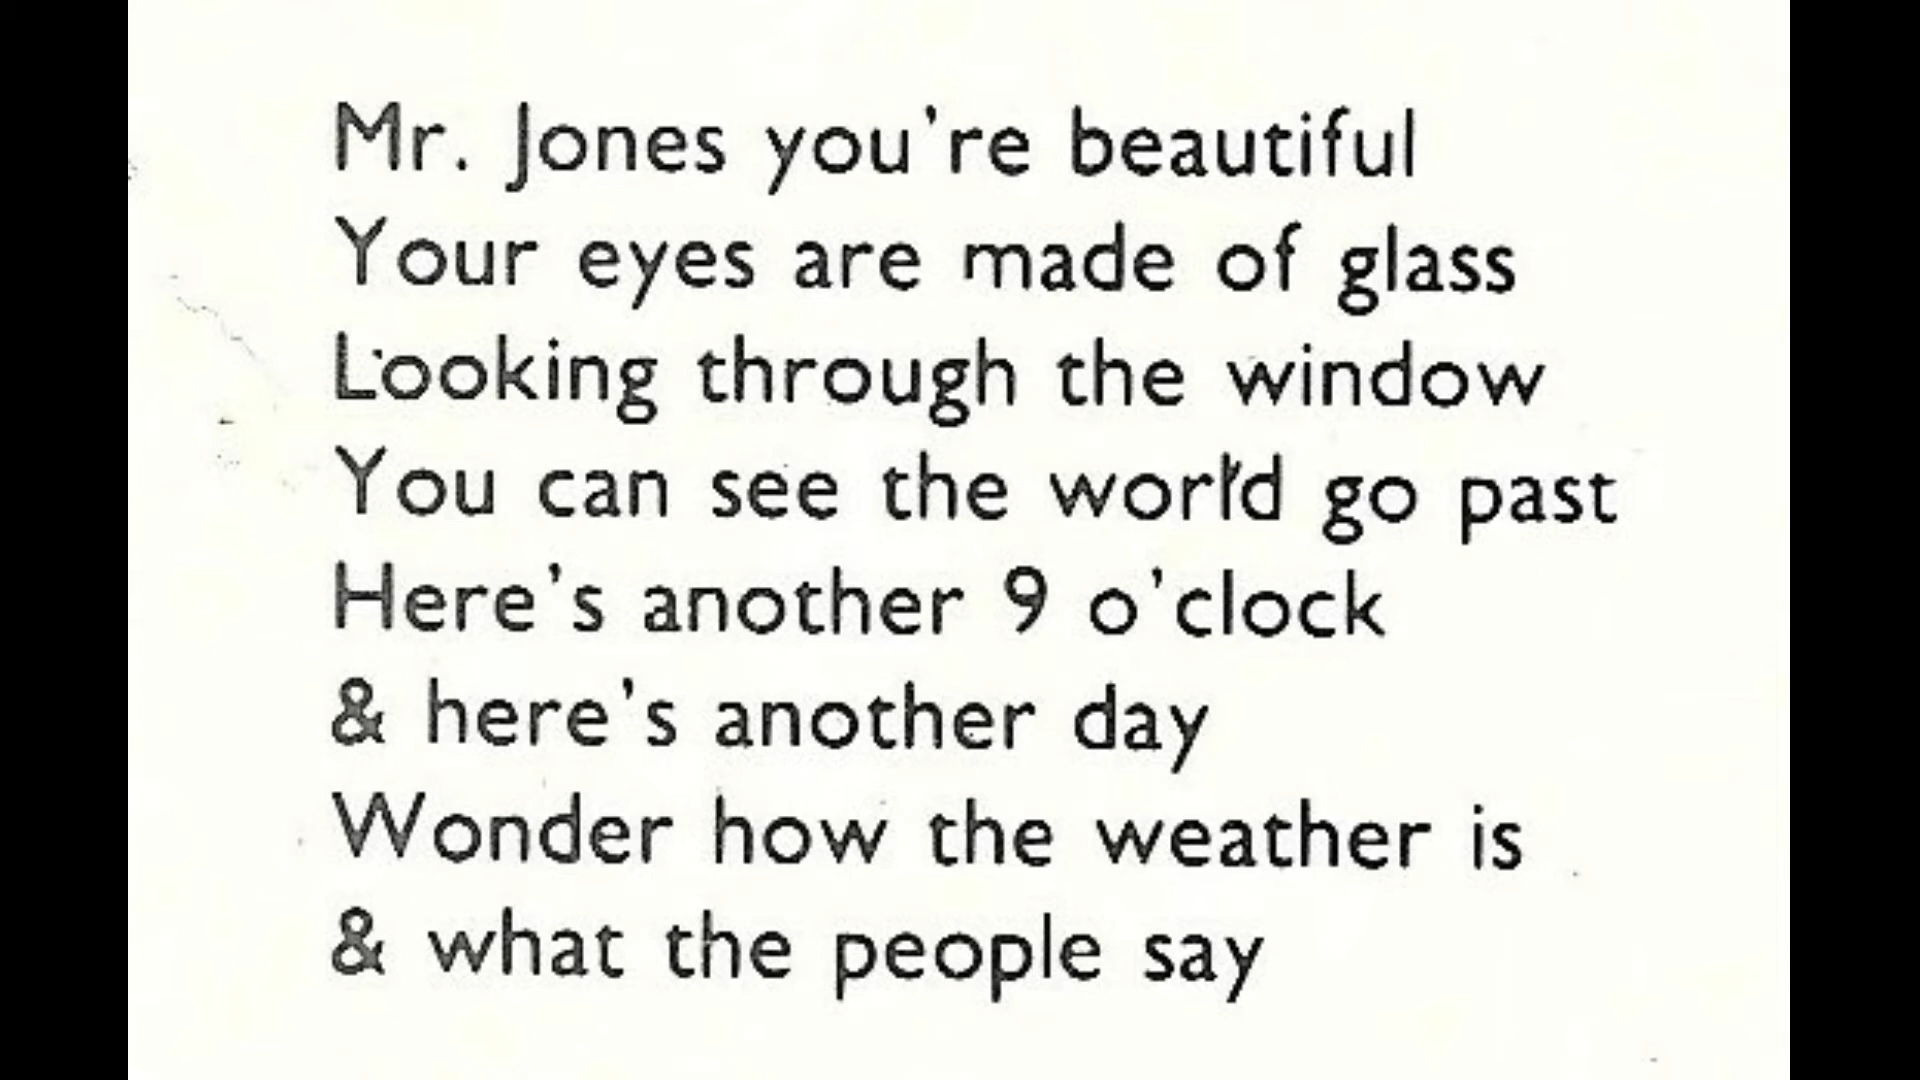 Mr. Jones you're beautiful
Your eyes are made of glass
Looking through the window
You can see the world go past
Here's another 9 o'clock
& here's another day
Wonder how the weather is
& what the people say